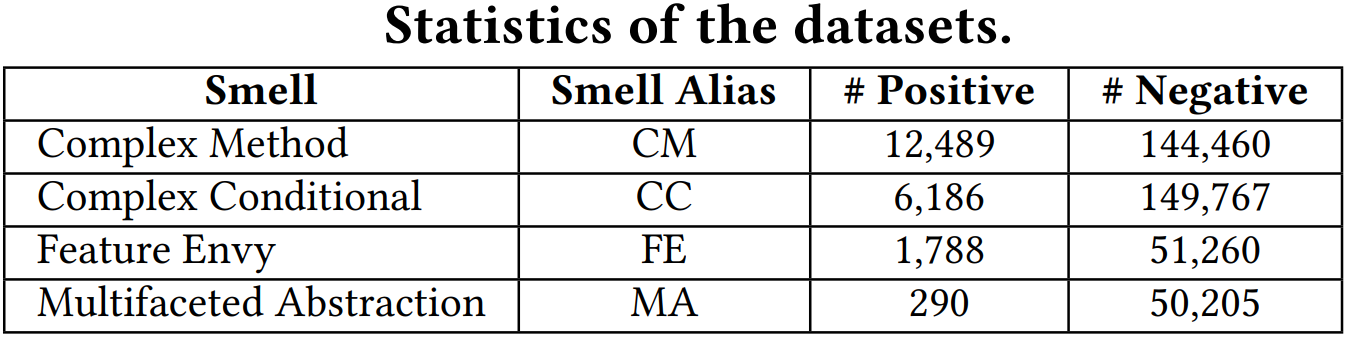 Statistics of the datasets.
Smell Smell Alias # Positive # Negative
Complex Method CM 12,489 144,460
Complex Conditional CC 6,186 149,767
Feature Envy FE 1,788 51,260
Multifaceted Abstraction MA 290 50,205